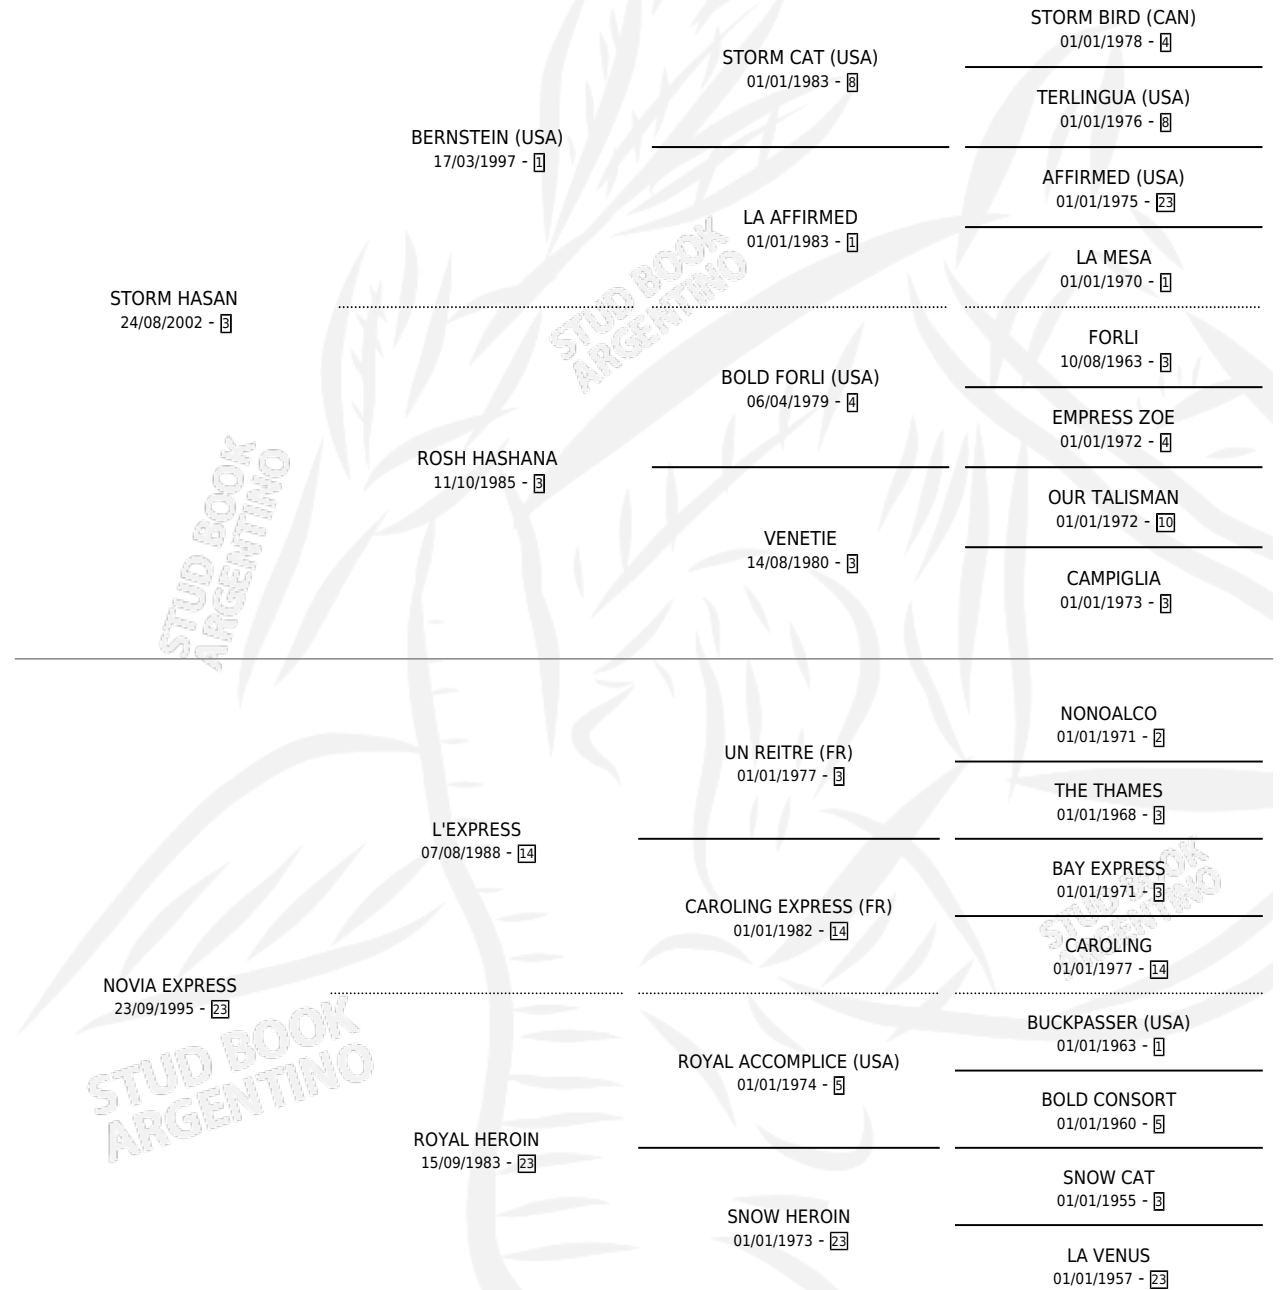 STORM BIRD (CAN)
01/01/1978 - 4
STORM CAT (USA)
01/01/1983 - 8
TERLINGUA (USA)
01/01/1976 - 8
BERNSTEIN (USA)
17/03/1997 - 1
AFFIRMED (USA)
01/01/1975 - 23
LA AFFIRMED
01/01/1983 - 1
LA MESA
01/01/1970 - 1
STORM HASAN
24/08/2002 - 3
FORLI
10/08/1963 - 3
BOLD FORLI (USA)
06/04/1979 - 4
EMPRESS ZOE
01/01/1972 - 4
ROSH HASHANA
11/10/1985 - 3
OUR TALISMAN
01/01/1972 - 10
VENETIE
14/08/1980 - 3
CAMPIGLIA
01/01/1973 - 3
NONOALCO
01/01/1971 - 2
UN REITRE (FR)
01/01/1977 - 3
THE THAMES
01/01/1968 - 3
L'EXPRESS
07/08/1988 - 14
BAY EXPRESS
01/01/1971 - 3
CAROLING EXPRESS (FR)
01/01/1982 - 14
CAROLING
01/01/1977 - 14
NOVIA EXPRESS
23/09/1995 - 23
BUCKPASSER (USA)
01/01/1963 - 1
ROYAL ACCOMPLICE (USA)
01/01/1974 - 5
BOLD CONSORT
01/01/1960 - 5
ROYAL HEROIN
15/09/1983 - 23
SNOW CAT
01/01/1955 - 3
SNOW HEROIN
01/01/1973 - 23
LA VENUS
01/01/1957 - 23
STUD BOOK
ARGENTINO
STUD BOOK
ARGENTINO
STUD BOOK
ARGENTINO
STUD BOOK
ARGENTINO